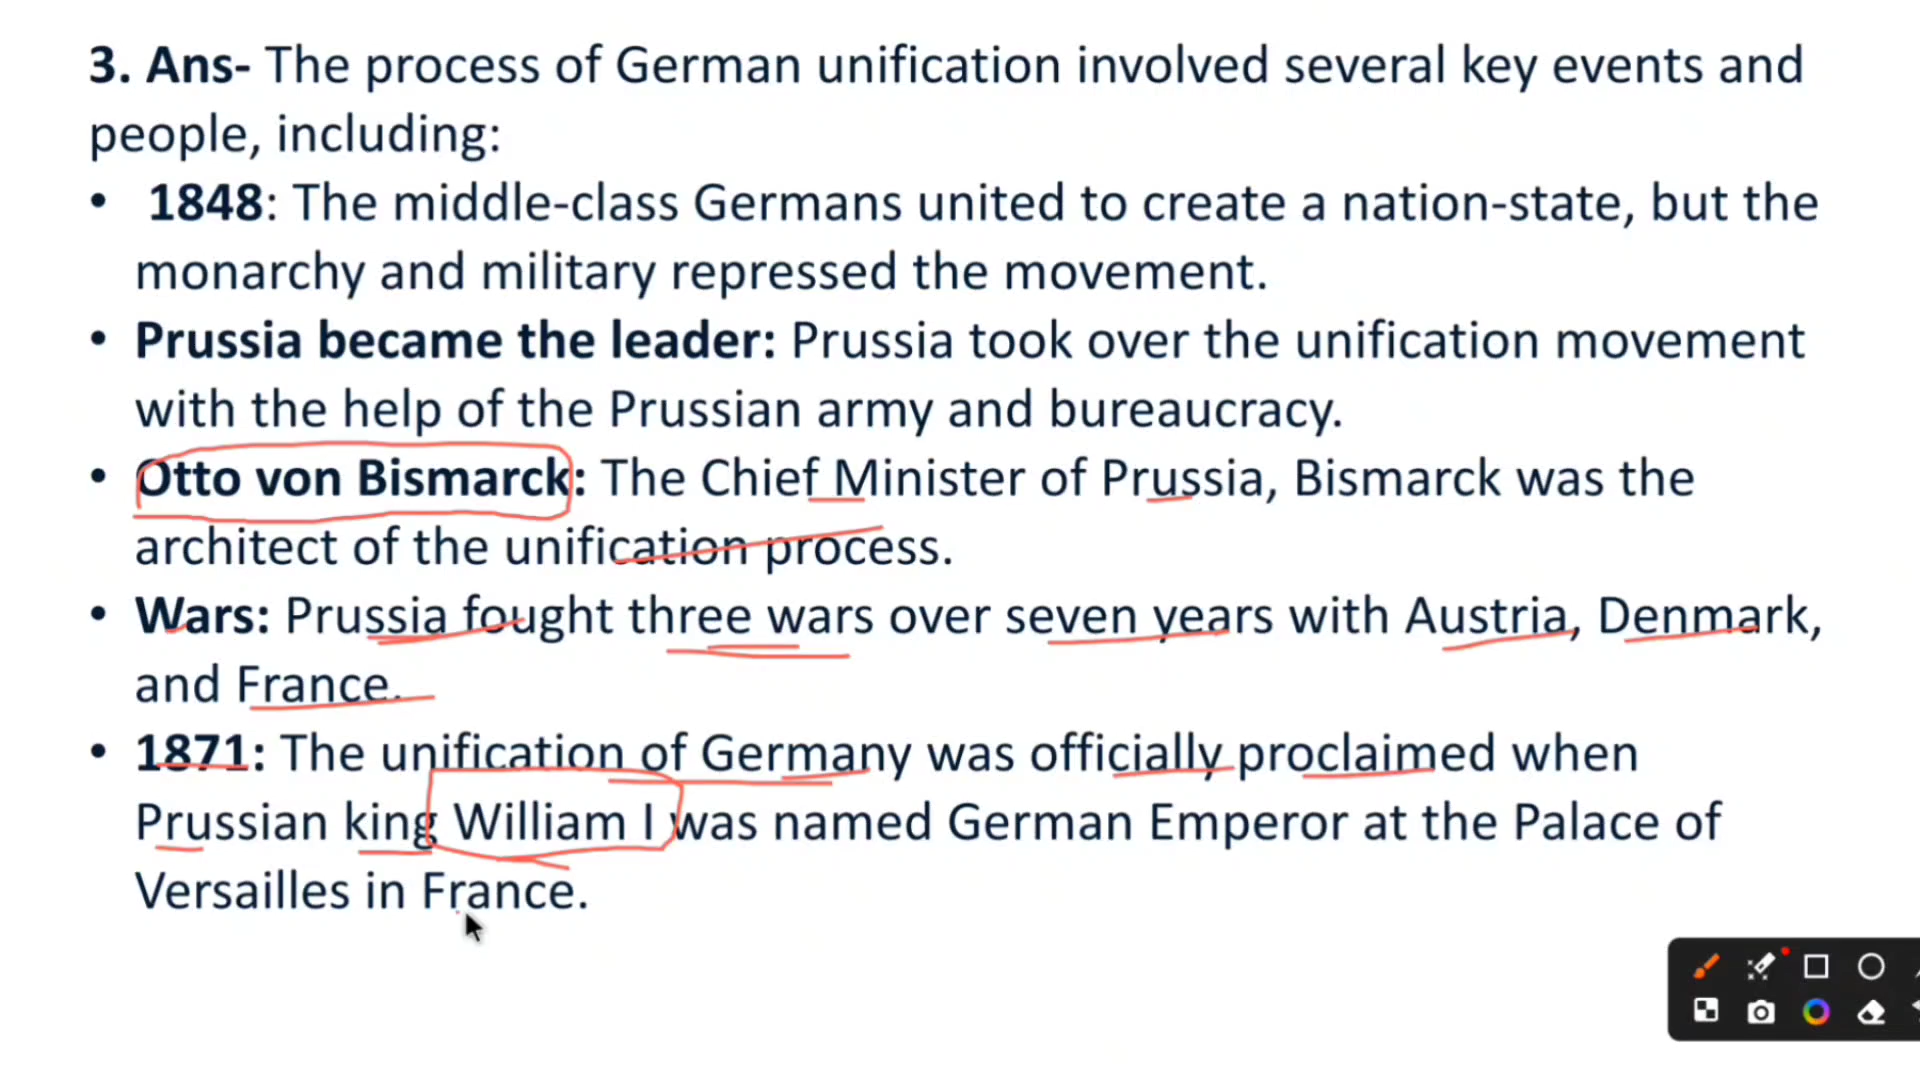 3. Ans- The process of German unification involved several key events and
people, including:
• 1848: The middle-class Germans united to create a nation-state, but the
monarchy and military repressed the movement.
• Prussia became the leader: Prussia took over the unification movement
with the help of the Prussian army and bureaucracy.
• Otto von Bismarck: The Chief Minister of Prussia, Bismarck was the
architect of the unification process.
• Wars: Prussia fought three wars over seven years with Austria, Denmark,
and France.
• 1871: The unification of Germany was officially proclaimed when
Prussian king William I was named German Emperor at the Palace of
Versailles in France.